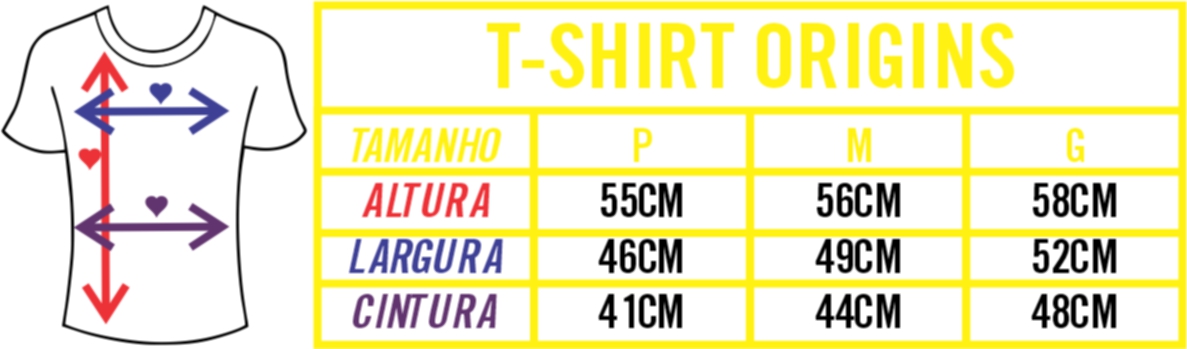 T-SHIRT ORIGINS
TAMANHO P M G
ALTURA 55CM 56CM 58CM
LARGURA 46CM 49CM 52CM
CINTURA 41CM 44CM 48CM